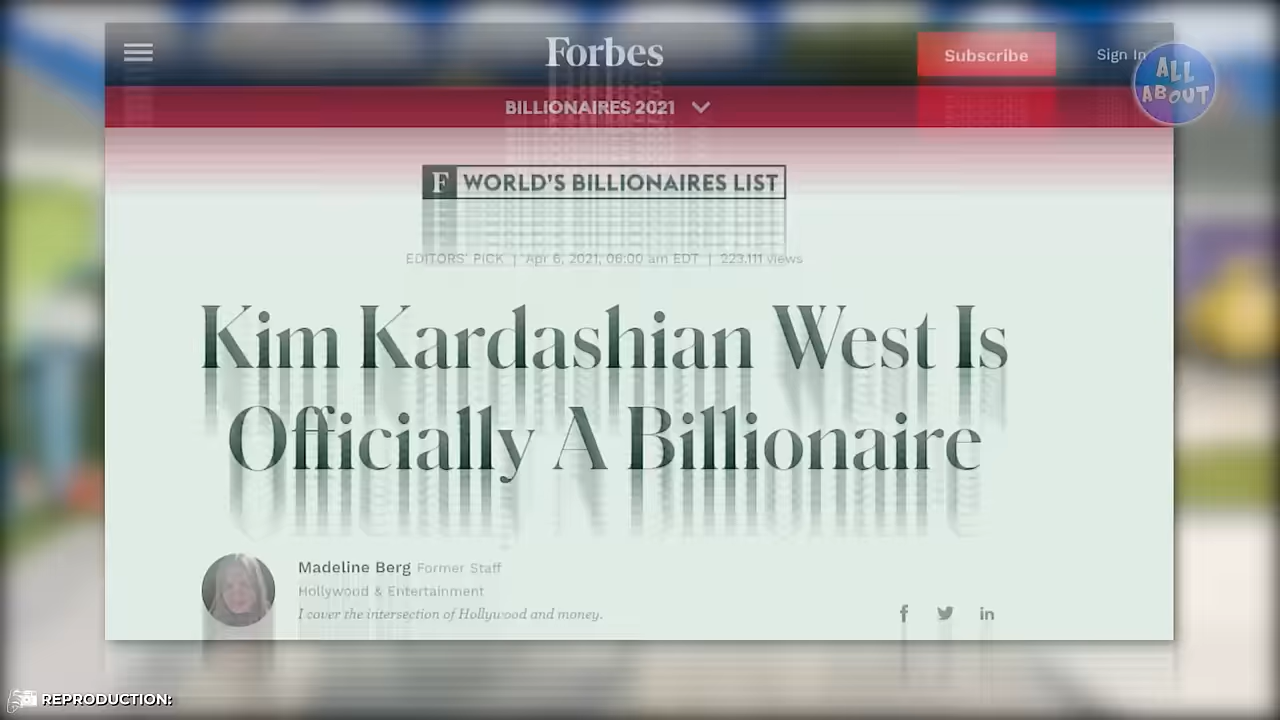 Forbes
Subscribe
Sign In
ALL
ABOUT
BILLIONAIRES 2021
F WORLD'S BILLIONAIRES LIST
EDITORS' PICK | Apr 6, 2021, 06:00 am EDT | 223.111 views
Kim Kardashian West Is
Officially A Billionaire
Madeline Berg Former Staff
Hollywood & Entertainment
I cover the intersection of Hollywood and money.
REPRODUCTION: